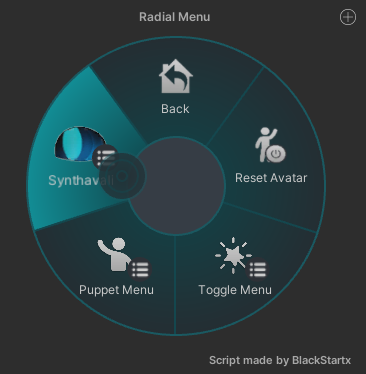 Radial Menu
Back
Reset Avatar
Puppet Menu
Toggle Menu
Script made by BlackStartx